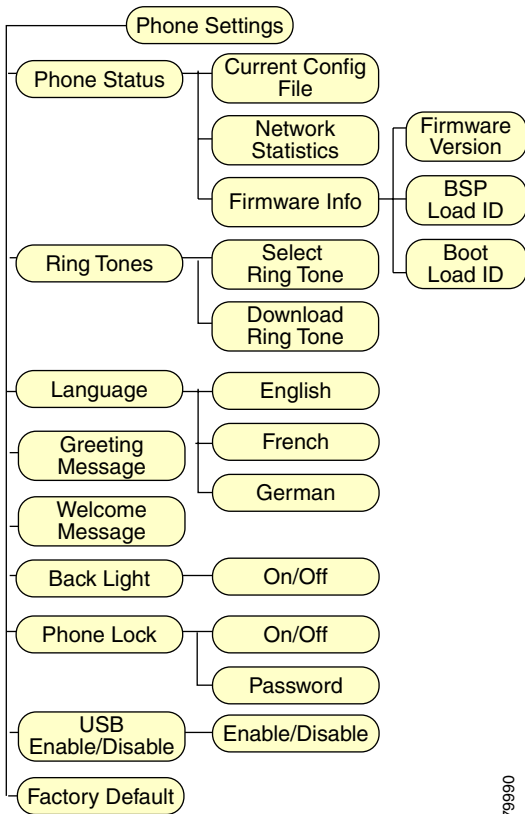 Phone Settings
Phone Status
Current Config
File
Network
Statistics
Firmware Info
Firmware
Version
BSP
Load ID
Boot
Load ID
Ring Tones
Select
Ring Tone
Download
Ring Tone
Language
English
French
German
Greeting
Message
Welcome
Message
Back Light
On/Off
Phone Lock
On/Off
Password
USB
Enable/Disable
Enable/Disable
Factory Default